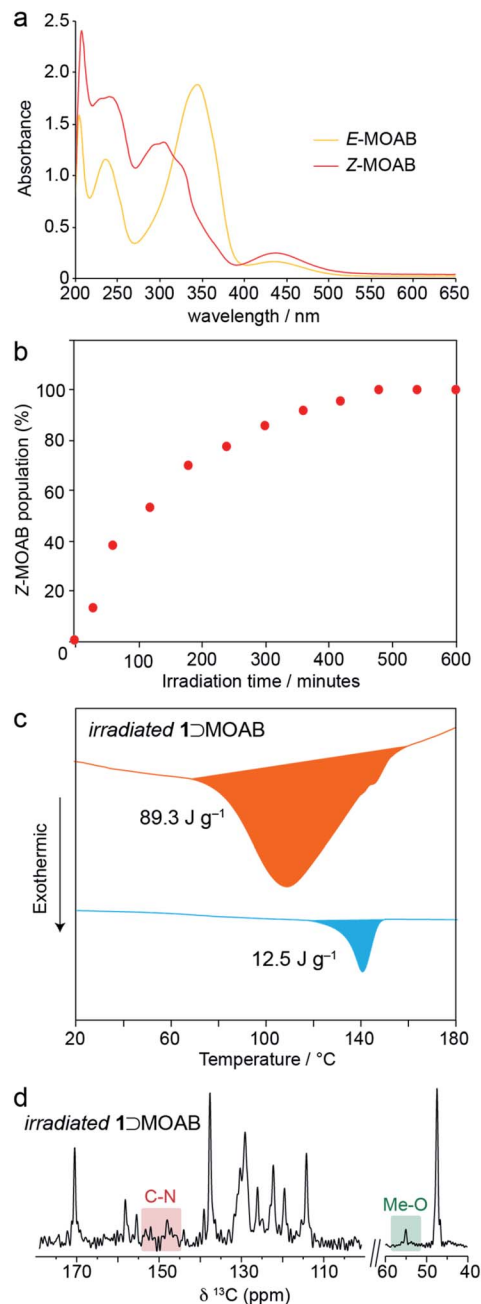 a
2.5
2.0
1.5
1.0
0.5
0
Absorbance
E-MOAB
Z-MOAB
200 250 300 350 400 450 500 550 600 650
wavelength / nm
b
100
80
60
40
20
0
Z-MOAB population (%)
100 200 300 400 500 600
Irradiation time / minutes
c
irradiated 1⊃MOAB
89.3 J g⁻¹
Exothermic
12.5 J g⁻¹
20 60 100 140 180
Temperature / °C
d
irradiated 1⊃MOAB
C-N
Me-O
170 150 130 110 60 50 40
δ ¹³C (ppm)